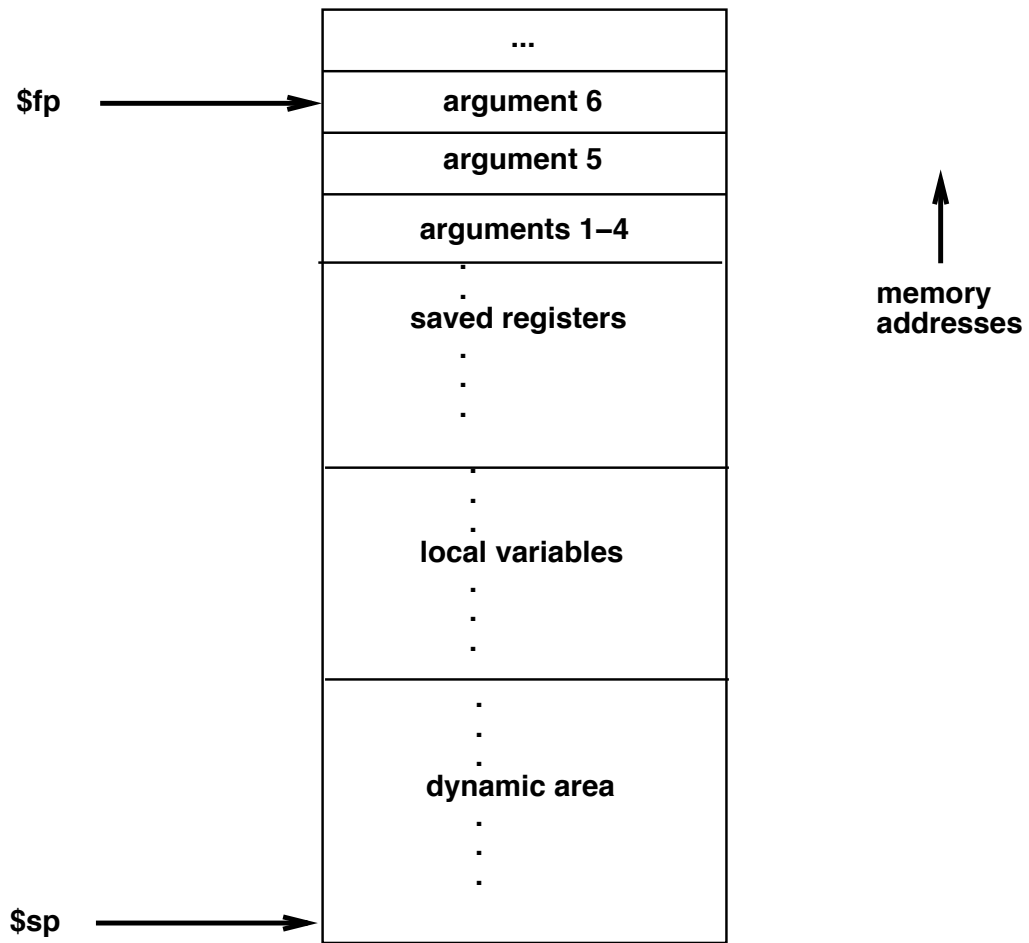 ...
$fp
argument 6
argument 5
arguments 1–4
memory
addresses
saved registers
local variables
dynamic area
$sp